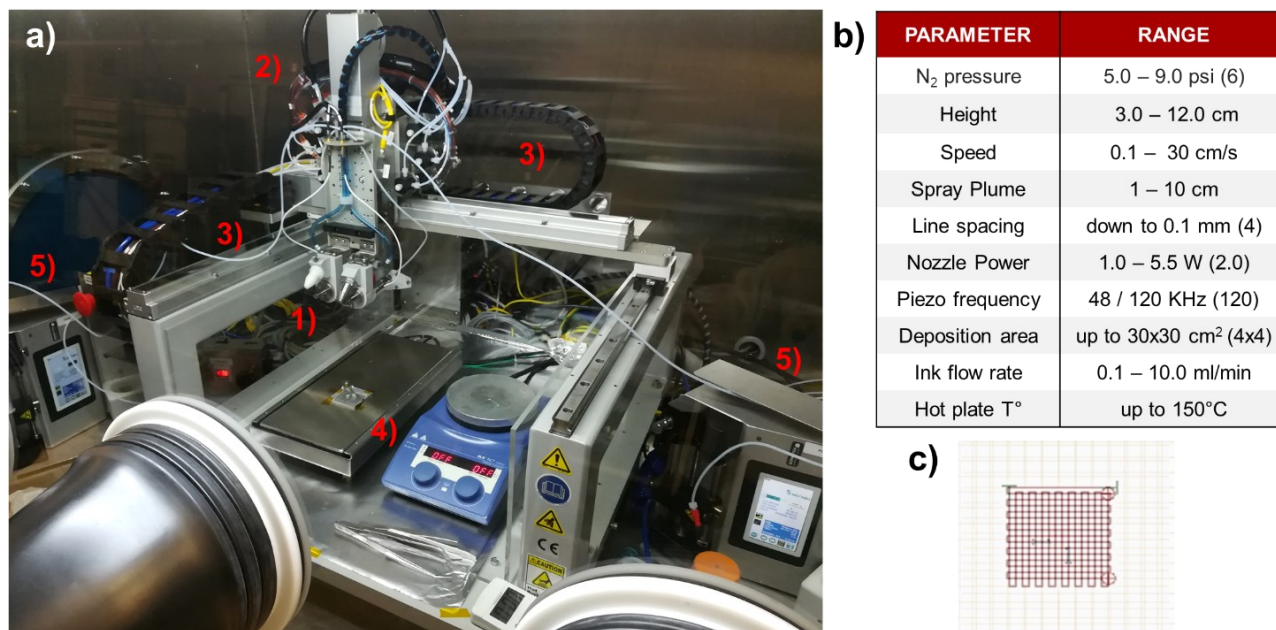 a)
2)
3)
3)
5)
1)
5)
4)
OFF OFF
CE
CAUTION
b)
PARAMETER RANGE
N₂ pressure 5.0 – 9.0 psi (6)
Height 3.0 – 12.0 cm
Speed 0.1 – 30 cm/s
Spray Plume 1 – 10 cm
Line spacing down to 0.1 mm (4)
Nozzle Power 1.0 – 5.5 W (2.0)
Piezo frequency 48 / 120 KHz (120)
Deposition area up to 30x30 cm² (4x4)
Ink flow rate 0.1 – 10.0 ml/min
Hot plate T° up to 150°C
c)